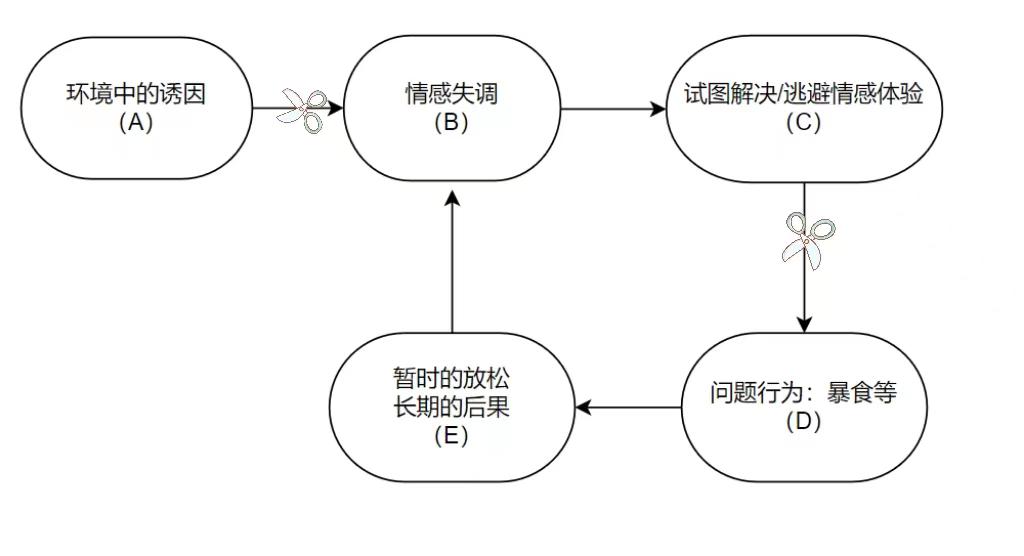 环境中的诱因
（A）
情感失调
（B）
试图解决/逃避情感体验
（C）
暂时的放松
长期的后果
（E）
问题行为：暴食等
（D）